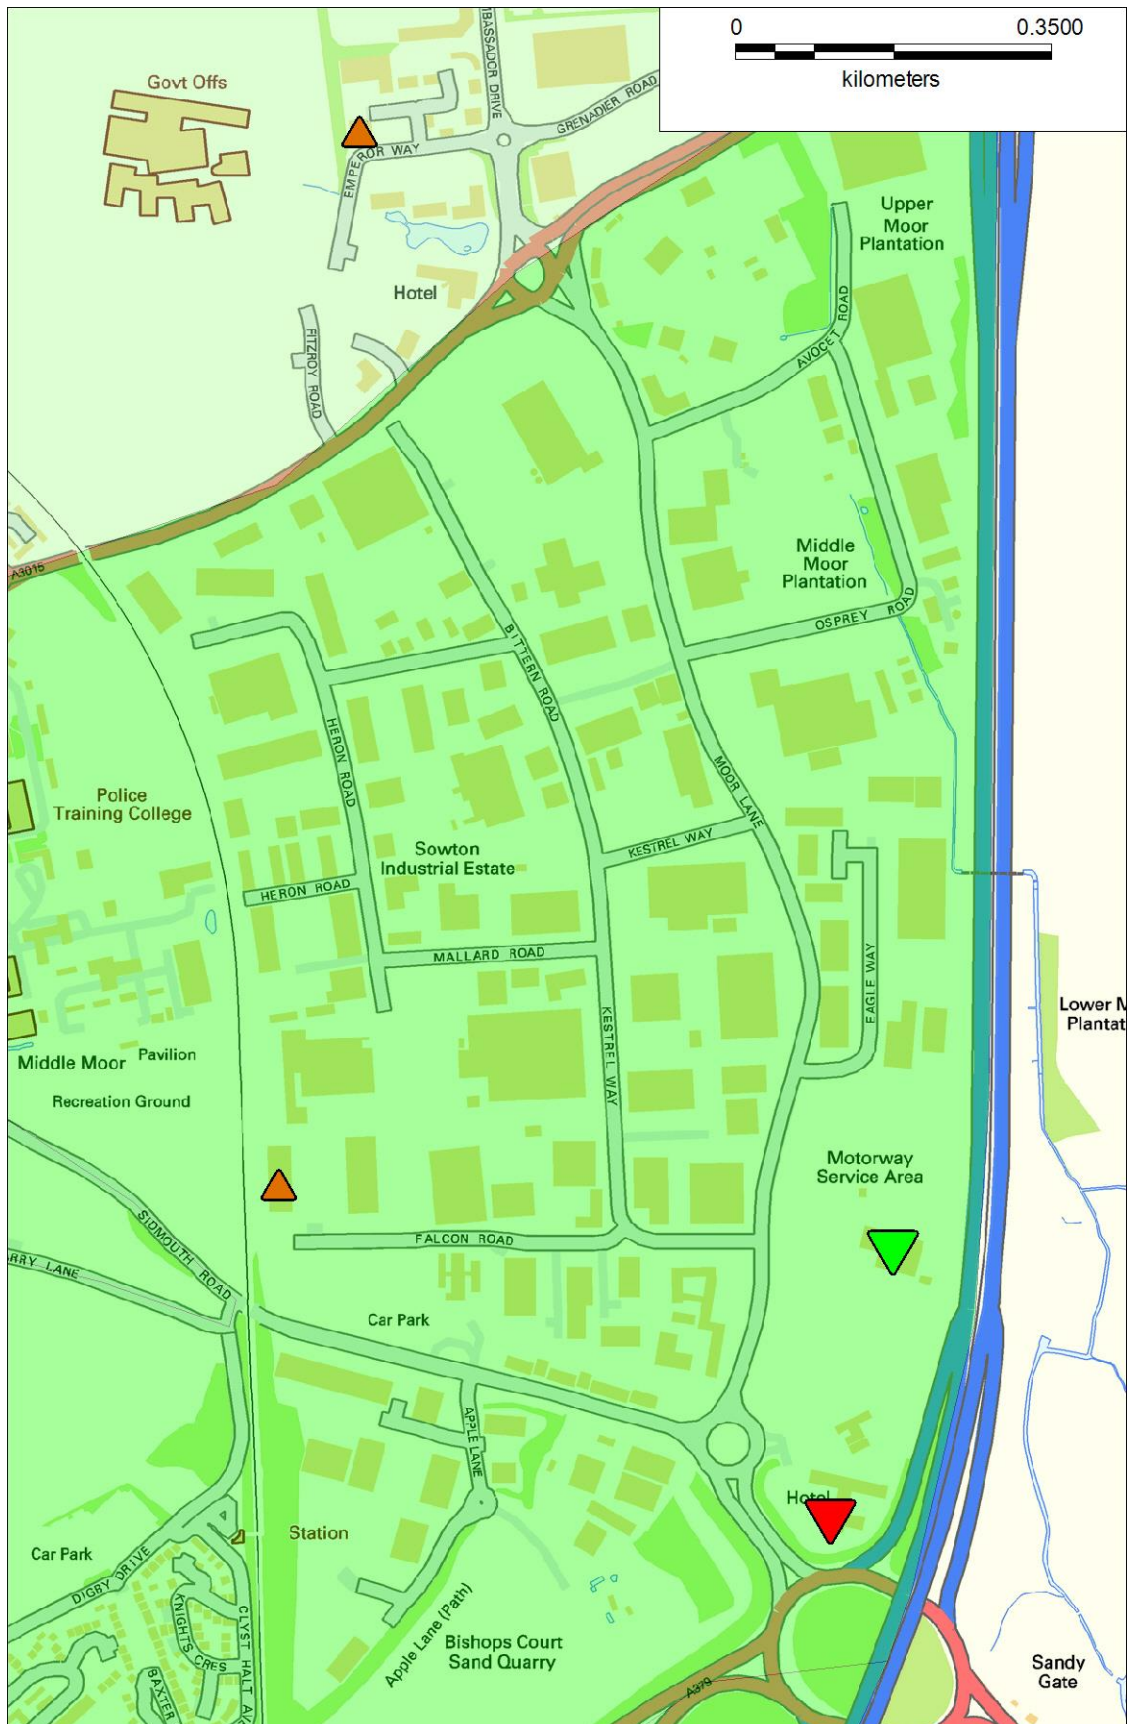 0 0.3500
kilometers
Govt Offs
MBASSADOR DRIVE
GRENADIER ROAD
EMPEROR WAY
Upper
Moor
Plantation
Hotel
FITZROY ROAD
AVOCET ROAD
Middle
Moor
Plantation
A3015
OSPREY ROAD
BITTERN ROAD
HERON ROAD
MOOR LANE
Police
Training College
Sowton
Industrial Estate
KESTREL WAY
HERON ROAD
MALLARD ROAD
EAGLE WAY
Lower M
Plantat
KESTREL WAY
Middle Moor
Pavilion
Recreation Ground
Motorway
Service Area
SIDMOUTH ROAD
FALCON ROAD
RRY LANE
Car Park
APPLE LANE
Hotel
Station
Car Park
DIGBY DRIVE
KNIGHTS CRES
CLYST HALT AVE
Apple Lane (Path)
Bishops Court
Sand Quarry
BAXTER
A379
Sandy
Gate